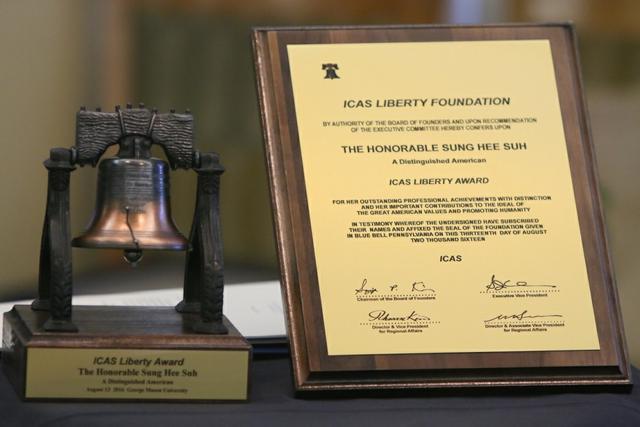 ICAS LIBERTY FOUNDATION
BY AUTHORITY OF THE BOARD OF FOUNDERS AND UPON RECOMMENDATION
OF THE EXECUTIVE COMMITTEE HEREBY CONFERS UPON
THE HONORABLE SUNG HEE SUH
A Distinguished American
ICAS LIBERTY AWARD
FOR HER OUTSTANDING PROFESSIONAL ACHIEVEMENTS WITH DISTINCTION
AND HER IMPORTANT CONTRIBUTIONS TO THE IDEAL OF
THE GREAT AMERICAN VALUES AND PROMOTING HUMANITY
IN TESTIMONY WHEREOF THE UNDERSIGNED HAVE SUBSCRIBED
THEIR NAMES AND AFFIXED THE SEAL OF THE FOUNDATION GIVEN
IN BLUE BELL PENNSYLVANIA ON THIS THIRTEENTH DAY OF AUGUST
TWO THOUSAND SIXTEEN
ICAS
Chairman of the Board of Founders
Executive Vice President
Director & Vice President
for Regional Affairs
Director & Associate Vice President
for Regional Affairs
ICAS Liberty Award
The Honorable Sung Hee Suh
A Distinguished American
August 13 2016 George Mason University